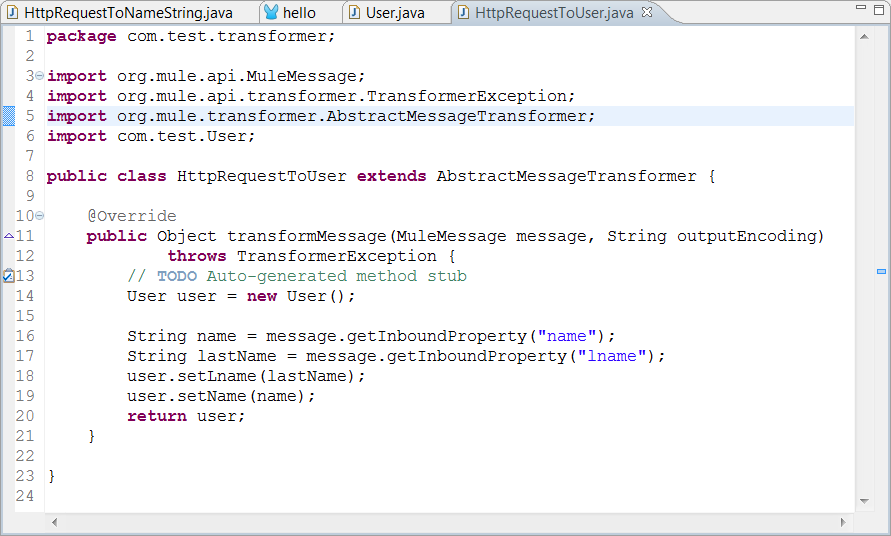 HttpRequestToNameString.java hello User.java HttpRequestToUser.java
1 package com.test.transformer;
2
3 import org.mule.api.MuleMessage;
4 import org.mule.api.transformer.TransformerException;
5 import org.mule.transformer.AbstractMessageTransformer;
6 import com.test.User;
7
8 public class HttpRequestToUser extends AbstractMessageTransformer {
9
10     @Override
11     public Object transformMessage(MuleMessage message, String outputEncoding)
12             throws TransformerException {
13         // TODO Auto-generated method stub
14         User user = new User();
15
16         String name = message.getInboundProperty("name");
17         String lastName = message.getInboundProperty("lname");
18         user.setLname(lastName);
19         user.setName(name);
20         return user;
21     }
22
23 }
24